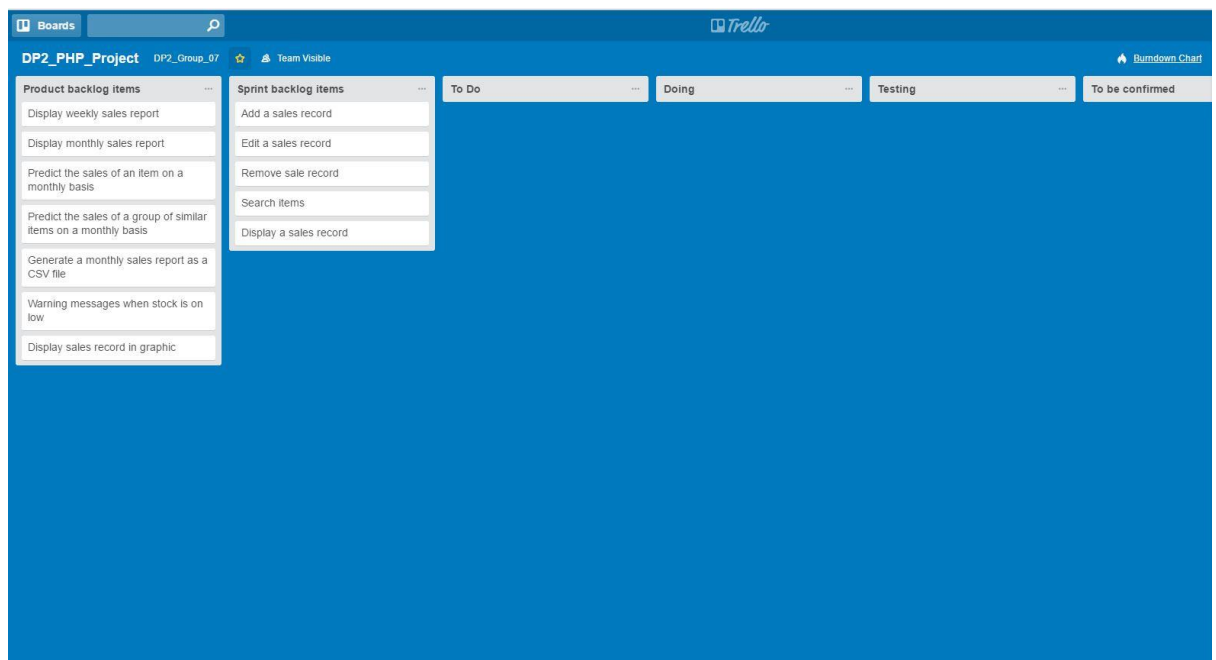 Boards
Trello
DP2_PHP_Project DP2_Group_07 Team Visible Burndown Chart
Product backlog items
Display weekly sales report
Display monthly sales report
Predict the sales of an item on a
monthly basis
Predict the sales of a group of similar
items on a monthly basis
Generate a monthly sales report as a
CSV file
Warning messages when stock is on
low
Display sales record in graphic
Sprint backlog items
Add a sales record
Edit a sales record
Remove sale record
Search items
Display a sales record
To Do
Doing
Testing
To be confirmed